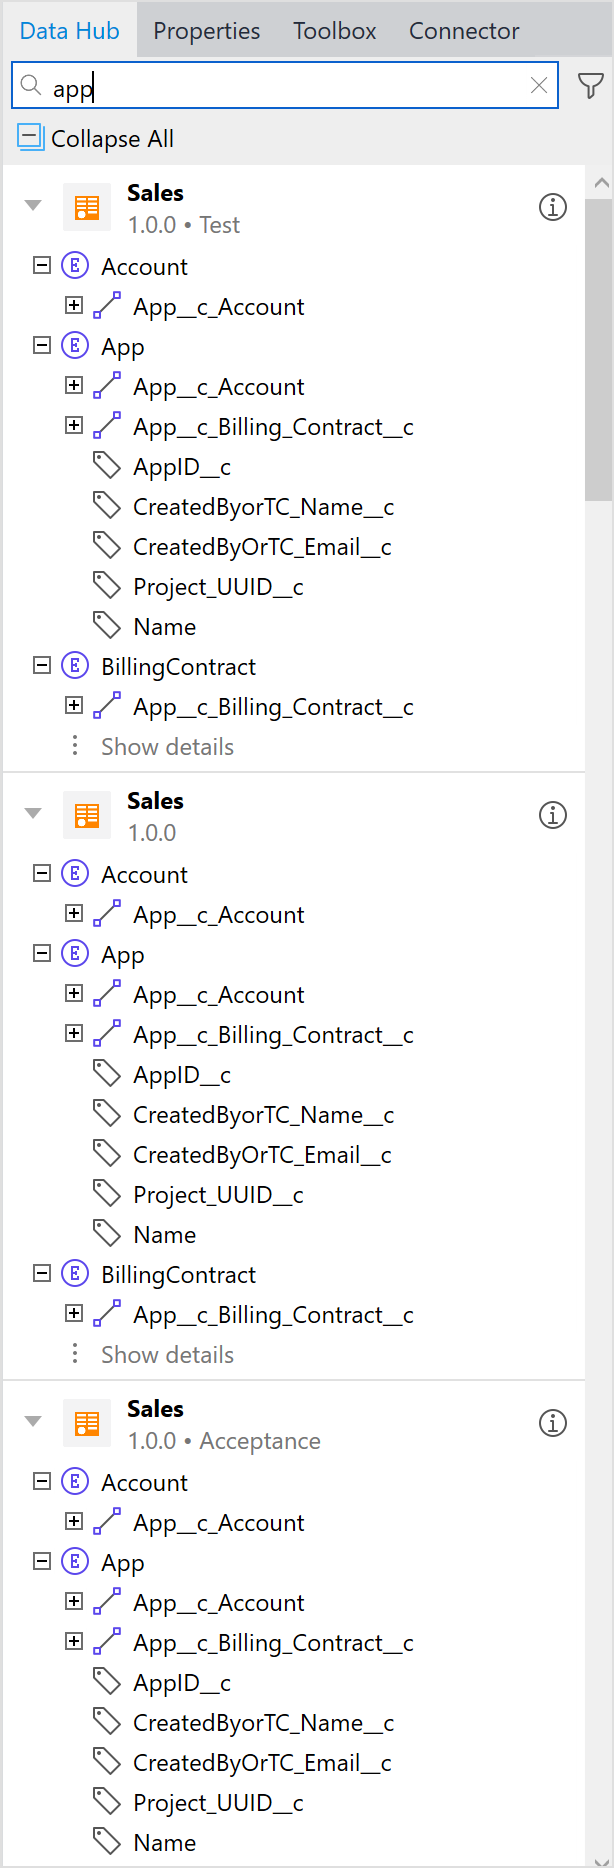 Data Hub Properties Toolbox Connector
app
Collapse All
Sales
1.0.0 • Test
Account
App__c_Account
App
App__c_Account
App__c_Billing_Contract__c
AppID__c
CreatedByorTC_Name__c
CreatedByOrTC_Email__c
Project_UUID__c
Name
BillingContract
App__c_Billing_Contract__c
Show details
Sales
1.0.0
Account
App__c_Account
App
App__c_Account
App__c_Billing_Contract__c
AppID__c
CreatedByorTC_Name__c
CreatedByOrTC_Email__c
Project_UUID__c
Name
BillingContract
App__c_Billing_Contract__c
Show details
Sales
1.0.0 • Acceptance
Account
App__c_Account
App
App__c_Account
App__c_Billing_Contract__c
AppID__c
CreatedByorTC_Name__c
CreatedByOrTC_Email__c
Project_UUID__c
Name